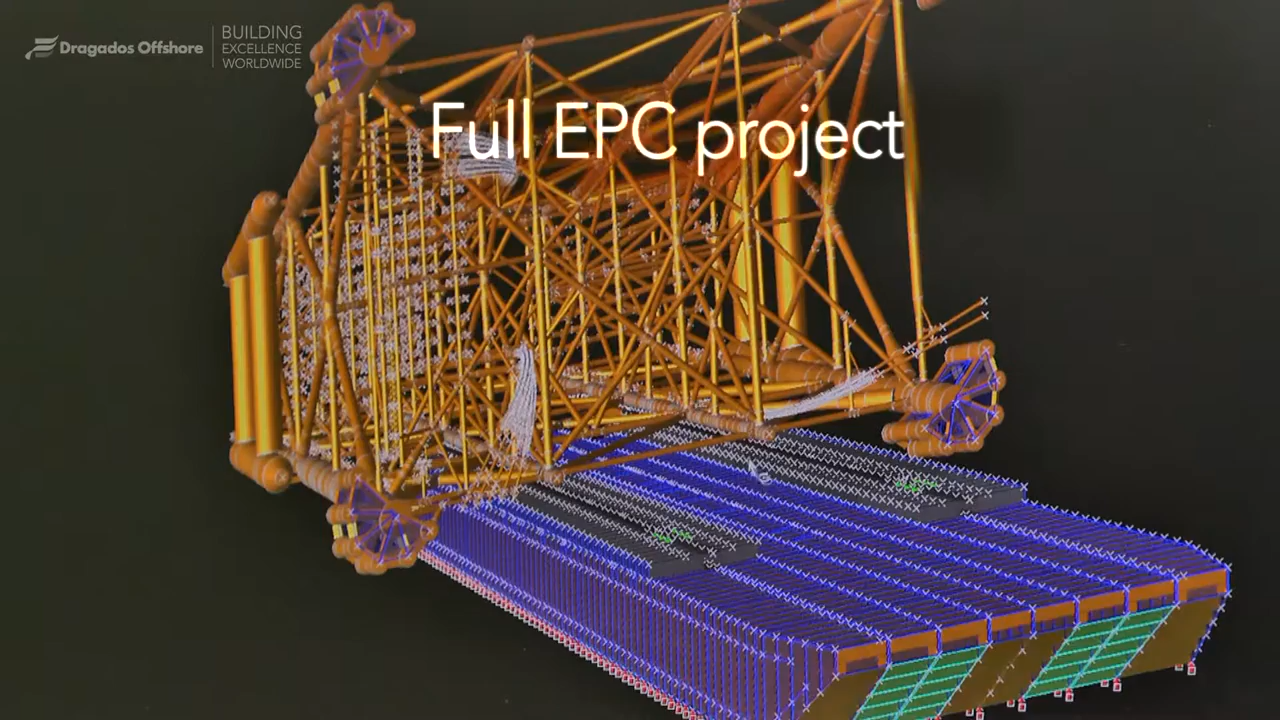 Dragados Offshore
BUILDING
EXCELLENCE
WORLDWIDE
Full EPC project